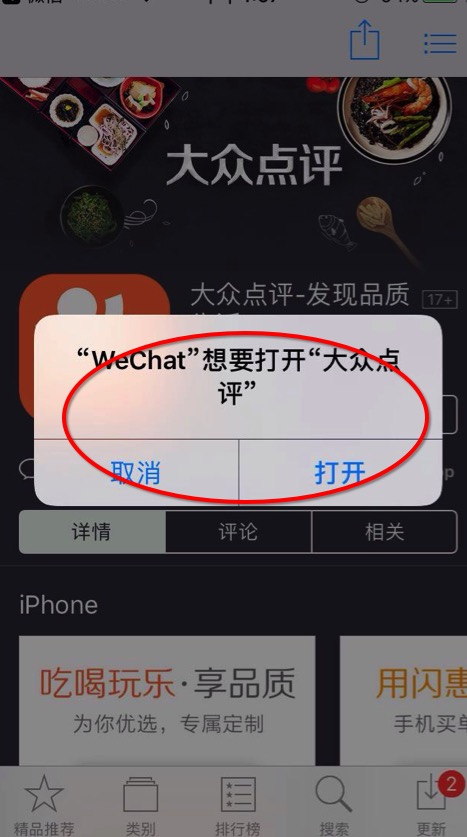 大众点评
大众点评-发现品质
17+
“WeChat”想要打开“大众点
评”
取消
打开
详情
评论
相关
iPhone
吃喝玩乐·享品质
为你优选，专属定制
用闪惠
手机买单
精品推荐
类别
排行榜
搜索
2
更新